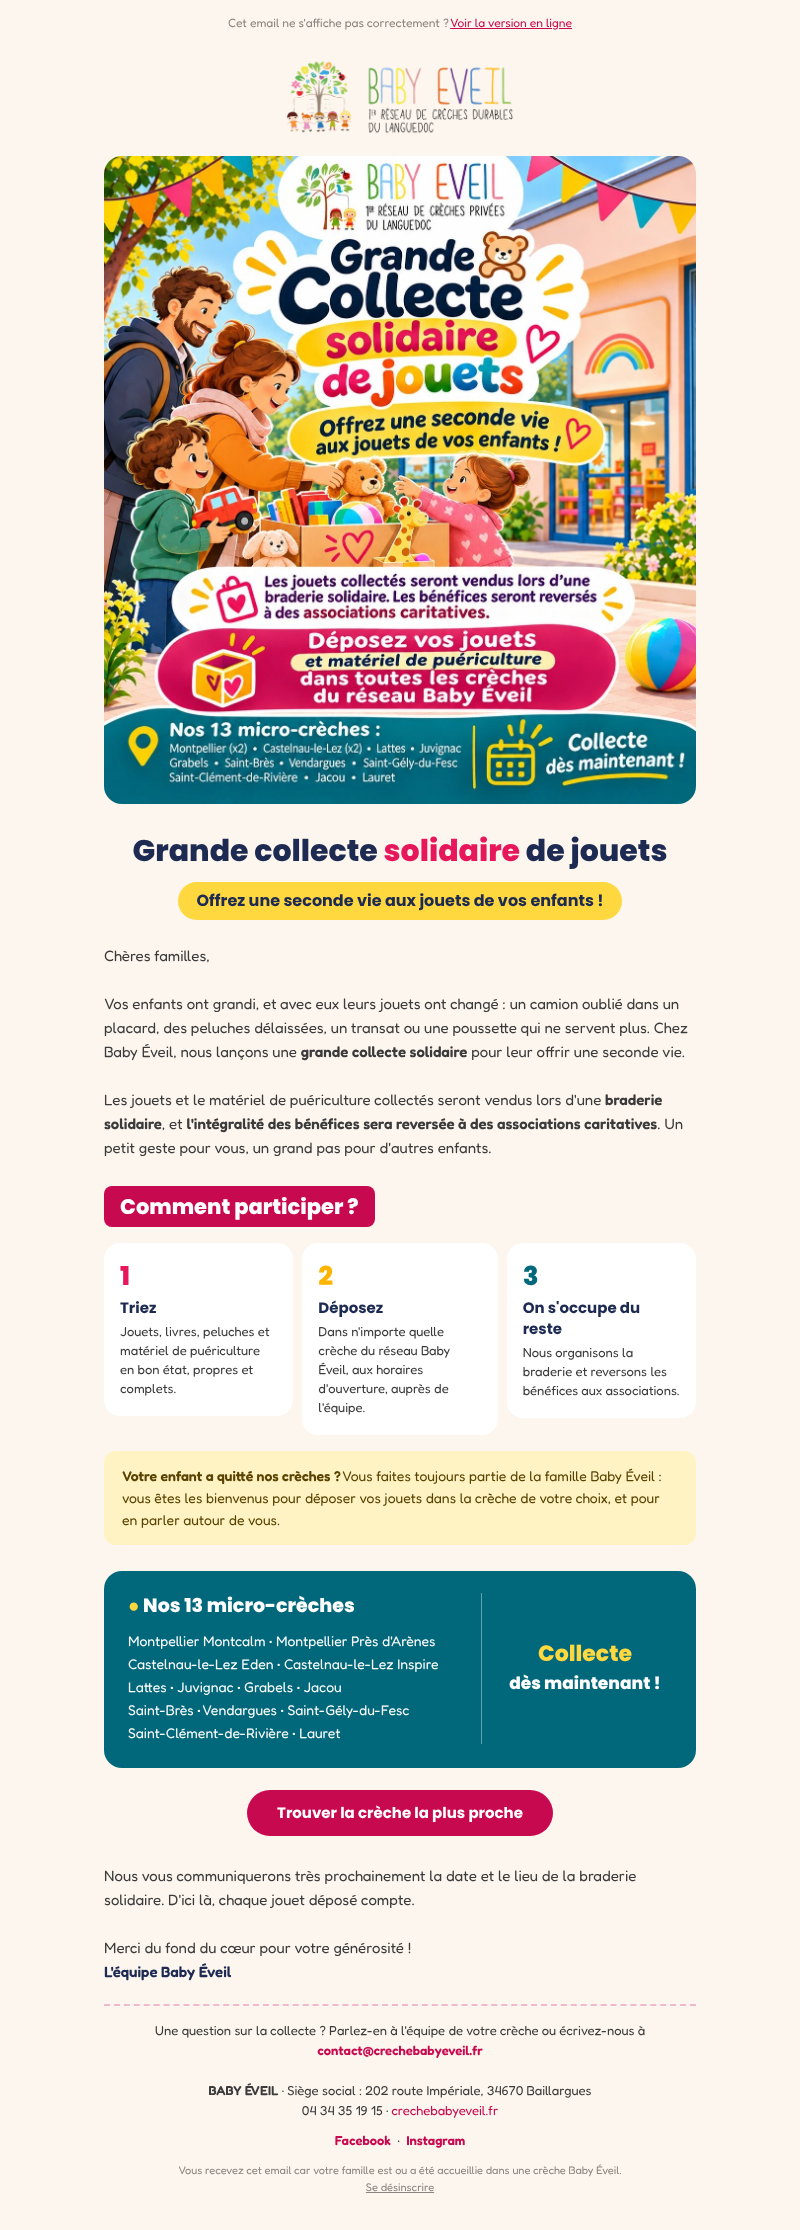 Cet email ne s'affiche pas correctement ? Voir la version en ligne
BABY EVEIL
1er RÉSEAU DE CRÈCHES DURABLES
DU LANGUEDOC
BABY EVEIL
1er RÉSEAU DE CRÈCHES PRIVÉES
DU LANGUEDOC
Grande
Collecte
solidaire
de jouets
Offrez une seconde vie
aux jouets de vos enfants !
Les jouets collectés seront vendus lors d'une
braderie solidaire. Les bénéfices seront reversés
à des associations caritatives.
Déposez vos jouets
et matériel de puériculture
dans toutes les crèches
du réseau Baby Éveil
Nos 13 micro-crèches :
Montpellier (x2) • Castelnau-le-Lez (x2) • Lattes • Juvignac
Grabels • Saint-Brès • Vendargues • Saint-Gély-du-Fesc
Saint-Clément-de-Rivière • Jacou • Lauret
Collecte
dès maintenant !
Grande collecte solidaire de jouets
Offrez une seconde vie aux jouets de vos enfants !
Chères familles,
Vos enfants ont grandi, et avec eux leurs jouets ont changé : un camion oublié dans un
placard, des peluches délaissées, un transat ou une poussette qui ne servent plus. Chez
Baby Éveil, nous lançons une grande collecte solidaire pour leur offrir une seconde vie.
Les jouets et le matériel de puériculture collectés seront vendus lors d'une braderie
solidaire, et l'intégralité des bénéfices sera reversée à des associations caritatives. Un
petit geste pour vous, un grand pas pour d'autres enfants.
Comment participer ?
1
Triez
Jouets, livres, peluches et
matériel de puériculture
en bon état, propres et
complets.
2
Déposez
Dans n'importe quelle
crèche du réseau Baby
Éveil, aux horaires
d'ouverture, auprès de
l'équipe.
3
On s'occupe du
reste
Nous organisons la
braderie et reversons les
bénéfices aux associations.
Votre enfant a quitté nos crèches ? Vous faites toujours partie de la famille Baby Éveil :
vous êtes les bienvenus pour déposer vos jouets dans la crèche de votre choix, et pour
en parler autour de vous.
● Nos 13 micro-crèches
Montpellier Montcalm • Montpellier Près d'Arènes
Castelnau-le-Lez Eden • Castelnau-le-Lez Inspire
Lattes • Juvignac • Grabels • Jacou
Saint-Brès • Vendargues • Saint-Gély-du-Fesc
Saint-Clément-de-Rivière • Lauret
Collecte
dès maintenant !
Trouver la crèche la plus proche
Nous vous communiquerons très prochainement la date et le lieu de la braderie
solidaire. D'ici là, chaque jouet déposé compte.
Merci du fond du cœur pour votre générosité !
L'équipe Baby Éveil
Une question sur la collecte ? Parlez-en à l'équipe de votre crèche ou écrivez-nous à
contact@crechebabyeveil.fr
BABY ÉVEIL · Siège social : 202 route Impériale, 34670 Baillargues
04 34 35 19 15 · crechebabyeveil.fr
Facebook · Instagram
Vous recevez cet email car votre famille est ou a été accueillie dans une crèche Baby Éveil.
Se désinscrire